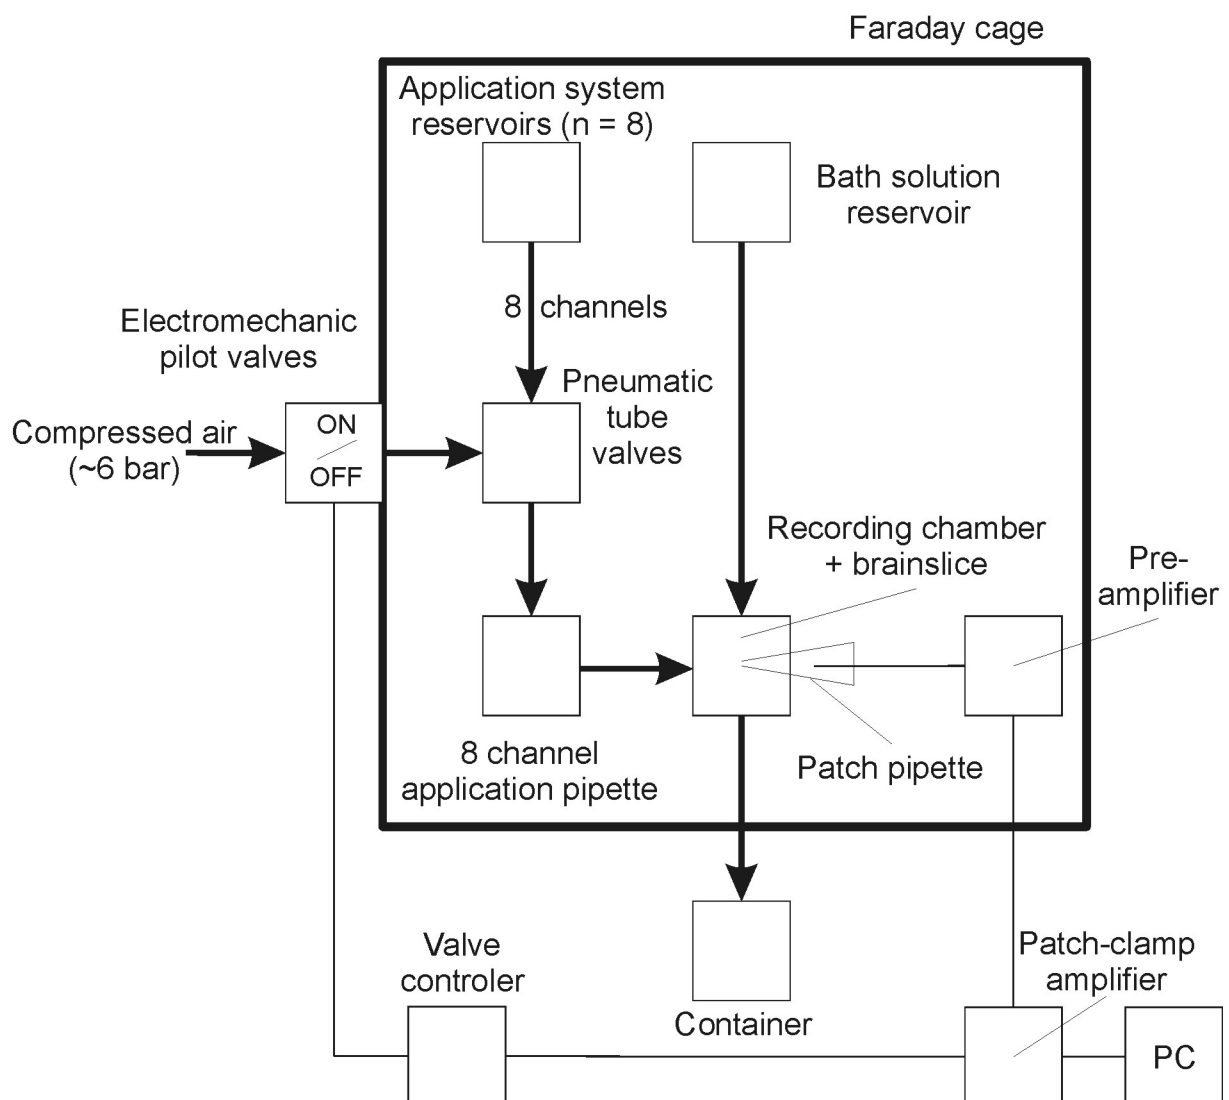 Faraday cage
Application system
reservoirs (n = 8)
Bath solution
reservoir
8 channels
Electromechanic
pilot valves
Pneumatic
tube
valves
Compressed air
(~6 bar)
ON
OFF
Recording chamber
+ brainslice
Pre-
amplifier
8 channel
application pipette
Patch pipette
Valve
controler
Container
Patch-clamp
amplifier
PC